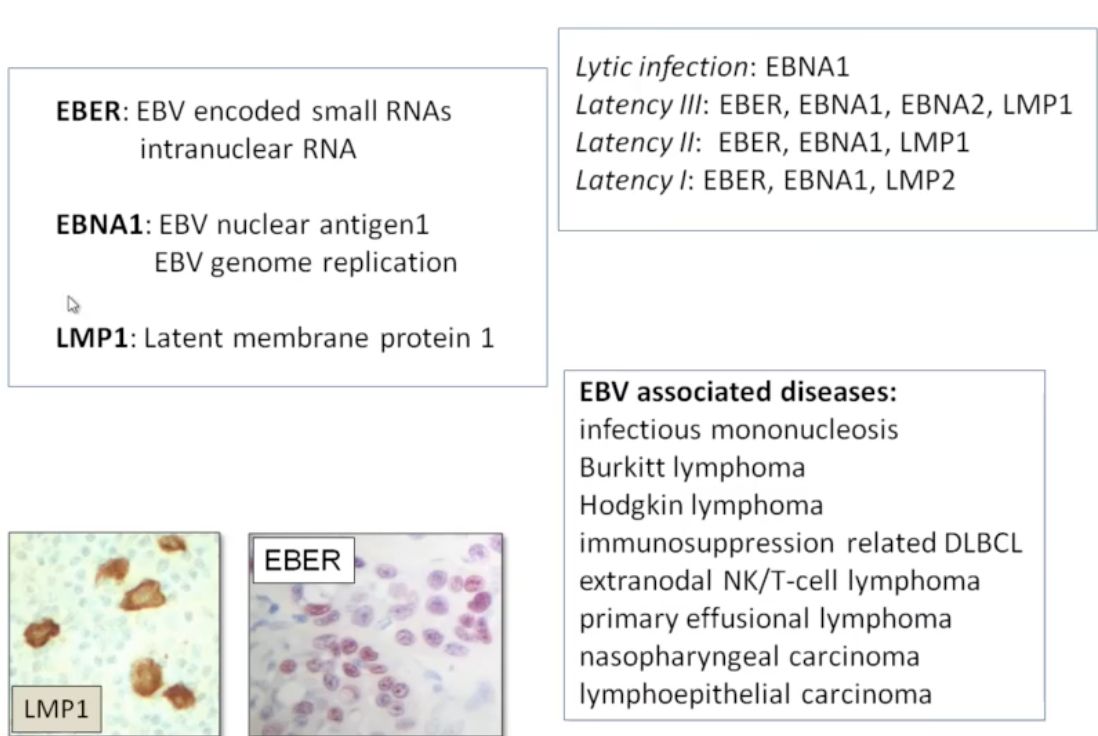 EBER: EBV encoded small RNAs
intranuclear RNA
EBNA1: EBV nuclear antigen1
EBV genome replication
LMP1: Latent membrane protein 1
Lytic infection: EBNA1
Latency III: EBER, EBNA1, EBNA2, LMP1
Latency II: EBER, EBNA1, LMP1
Latency I: EBER, EBNA1, LMP2
EBV associated diseases:
infectious mononucleosis
Burkitt lymphoma
Hodgkin lymphoma
immunosuppression related DLBCL
extranodal NK/T-cell lymphoma
primary effusional lymphoma
nasopharyngeal carcinoma
lymphoepithelial carcinoma
LMP1
EBER